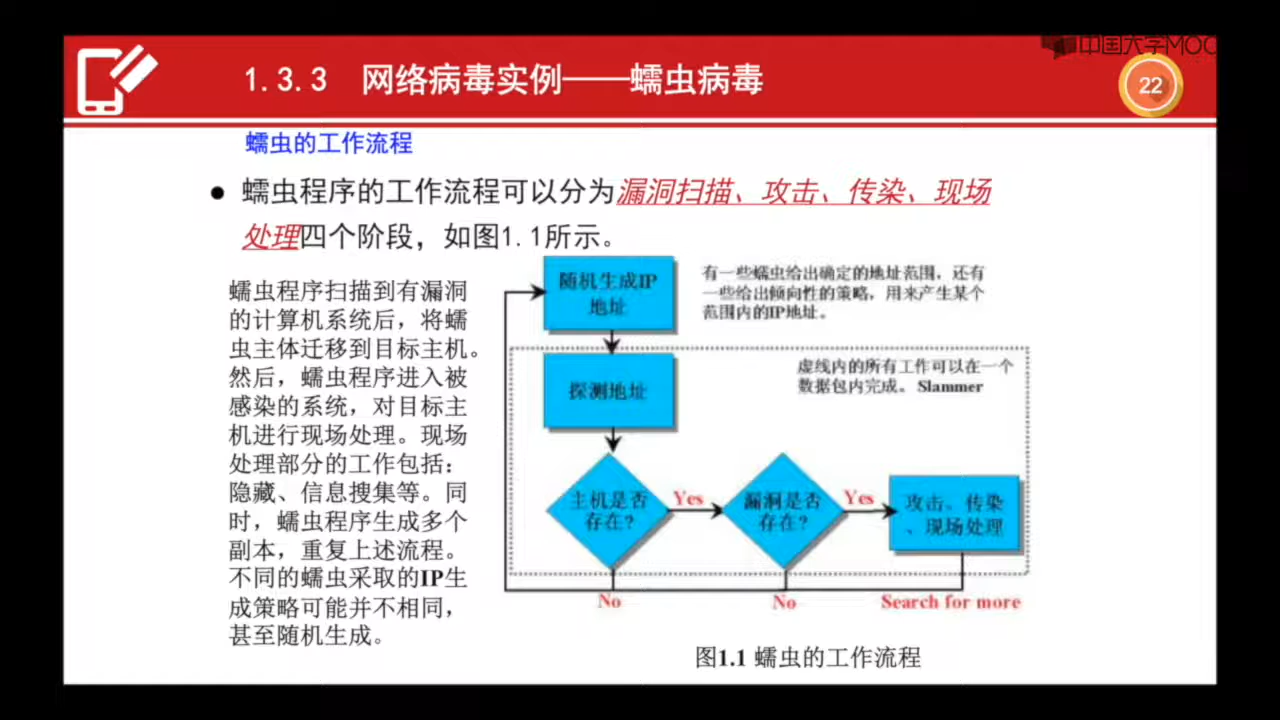 中国大学MOC
1.3.3 网络病毒实例——蠕虫病毒
22
蠕虫的工作流程
● 蠕虫程序的工作流程可以分为漏洞扫描、攻击、传染、现场
处理四个阶段，如图1.1所示。
蠕虫程序扫描到有漏洞
的计算机系统后，将蠕
虫主体迁移到目标主机。
然后，蠕虫程序进入被
感染的系统，对目标主
机进行现场处理。现场
处理部分的工作包括：
隐藏、信息搜集等。同
时，蠕虫程序生成多个
副本，重复上述流程。
不同的蠕虫采取的IP生
成策略可能并不相同，
甚至随机生成。
随机生成IP
地址
有一些蠕虫给出确定的地址范围，还有
一些给出倾向性的策略，用来产生某个
范围内的IP地址。
探测地址
虚线内的所有工作可以在一个
数据包内完成。Slammer
主机是否
存在?
Yes
漏洞是否
存在?
Yes
攻击、传染
、现场处理
No
No
Search for more
图1.1 蠕虫的工作流程